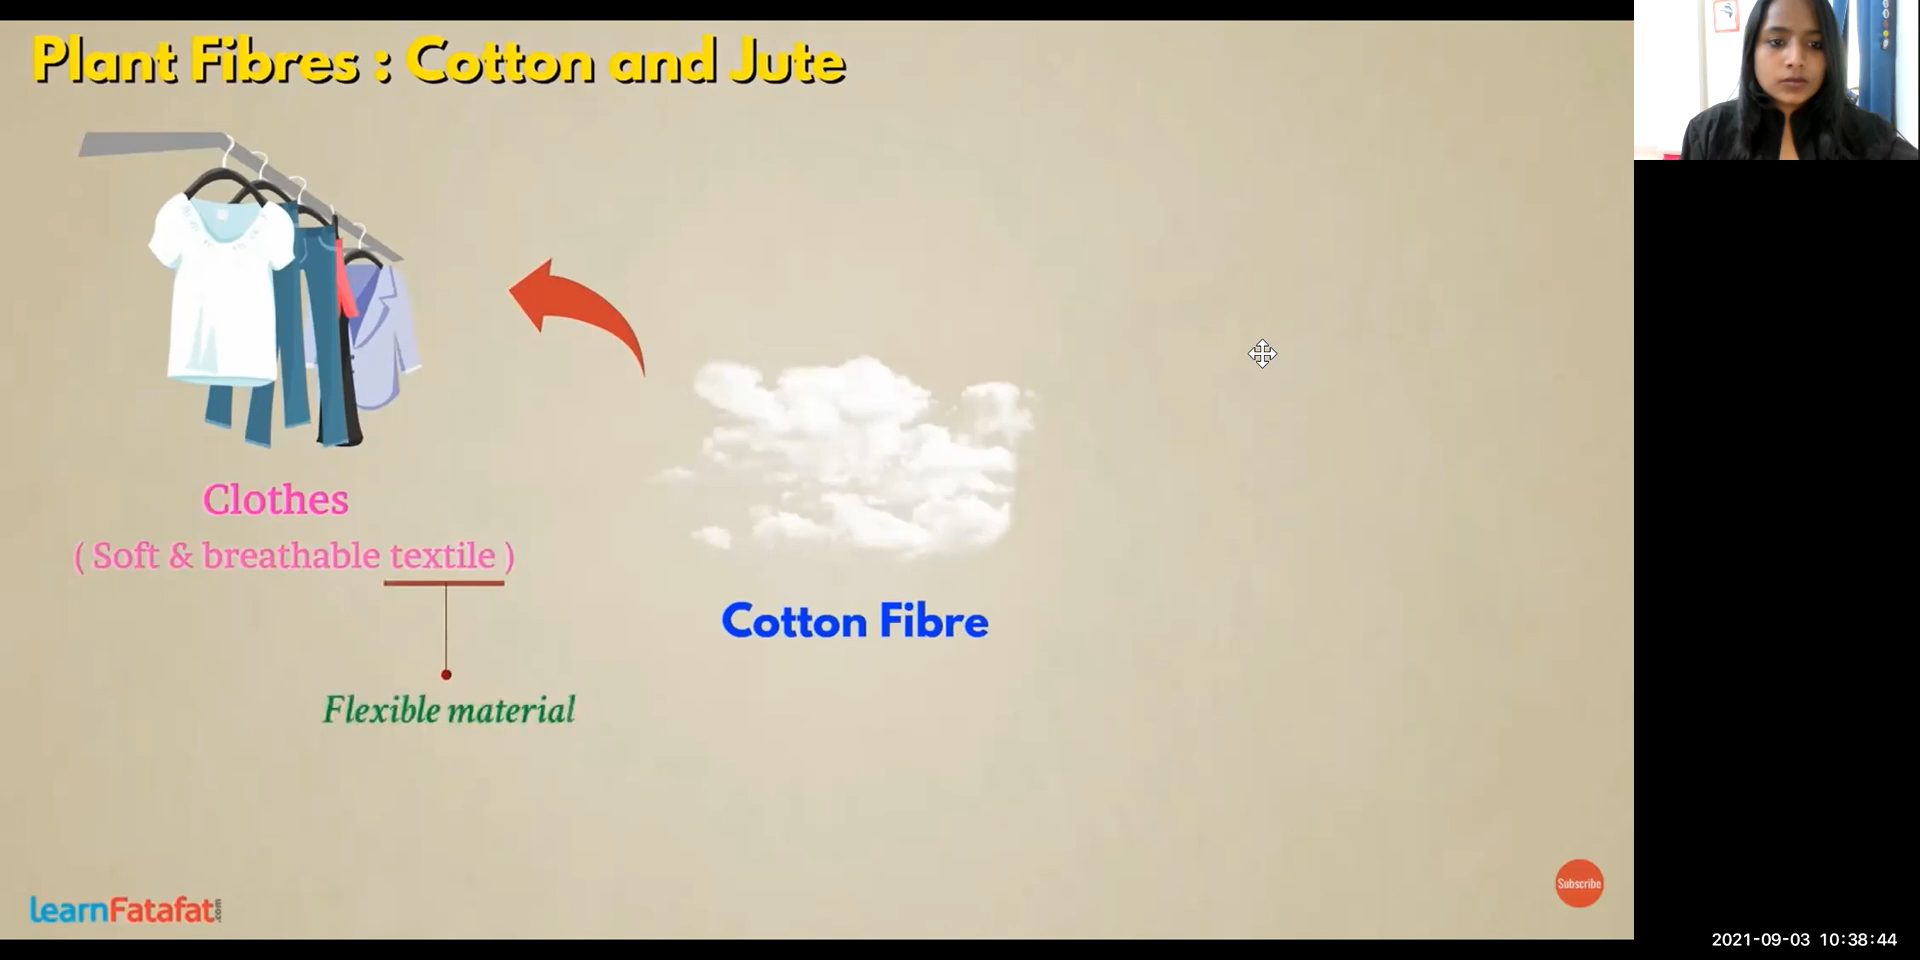 Plant Fibres : Cotton and Jute
Clothes
( Soft & breathable textile )
Flexible material
Cotton Fibre
Subscribe
learnFatafat.com
2021-09-03 10:38:44